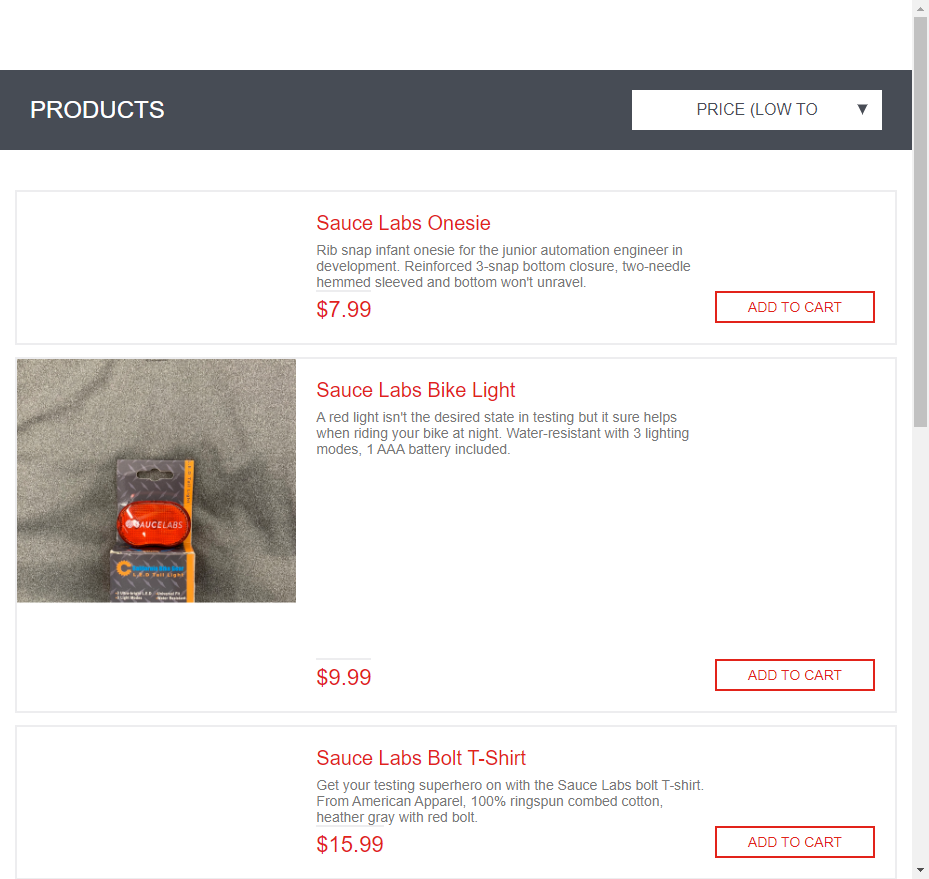 PRODUCTS
PRICE (LOW TO
Sauce Labs Onesie
Rib snap infant onesie for the junior automation engineer in
development. Reinforced 3-snap bottom closure, two-needle
hemmed sleeved and bottom won't unravel.
$7.99
ADD TO CART
Sauce Labs Bike Light
A red light isn't the desired state in testing but it sure helps
when riding your bike at night. Water-resistant with 3 lighting
modes, 1 AAA battery included.
SAUCELABS
$9.99
ADD TO CART
Sauce Labs Bolt T-Shirt
Get your testing superhero on with the Sauce Labs bolt T-shirt.
From American Apparel, 100% ringspun combed cotton,
heather gray with red bolt.
$15.99
ADD TO CART